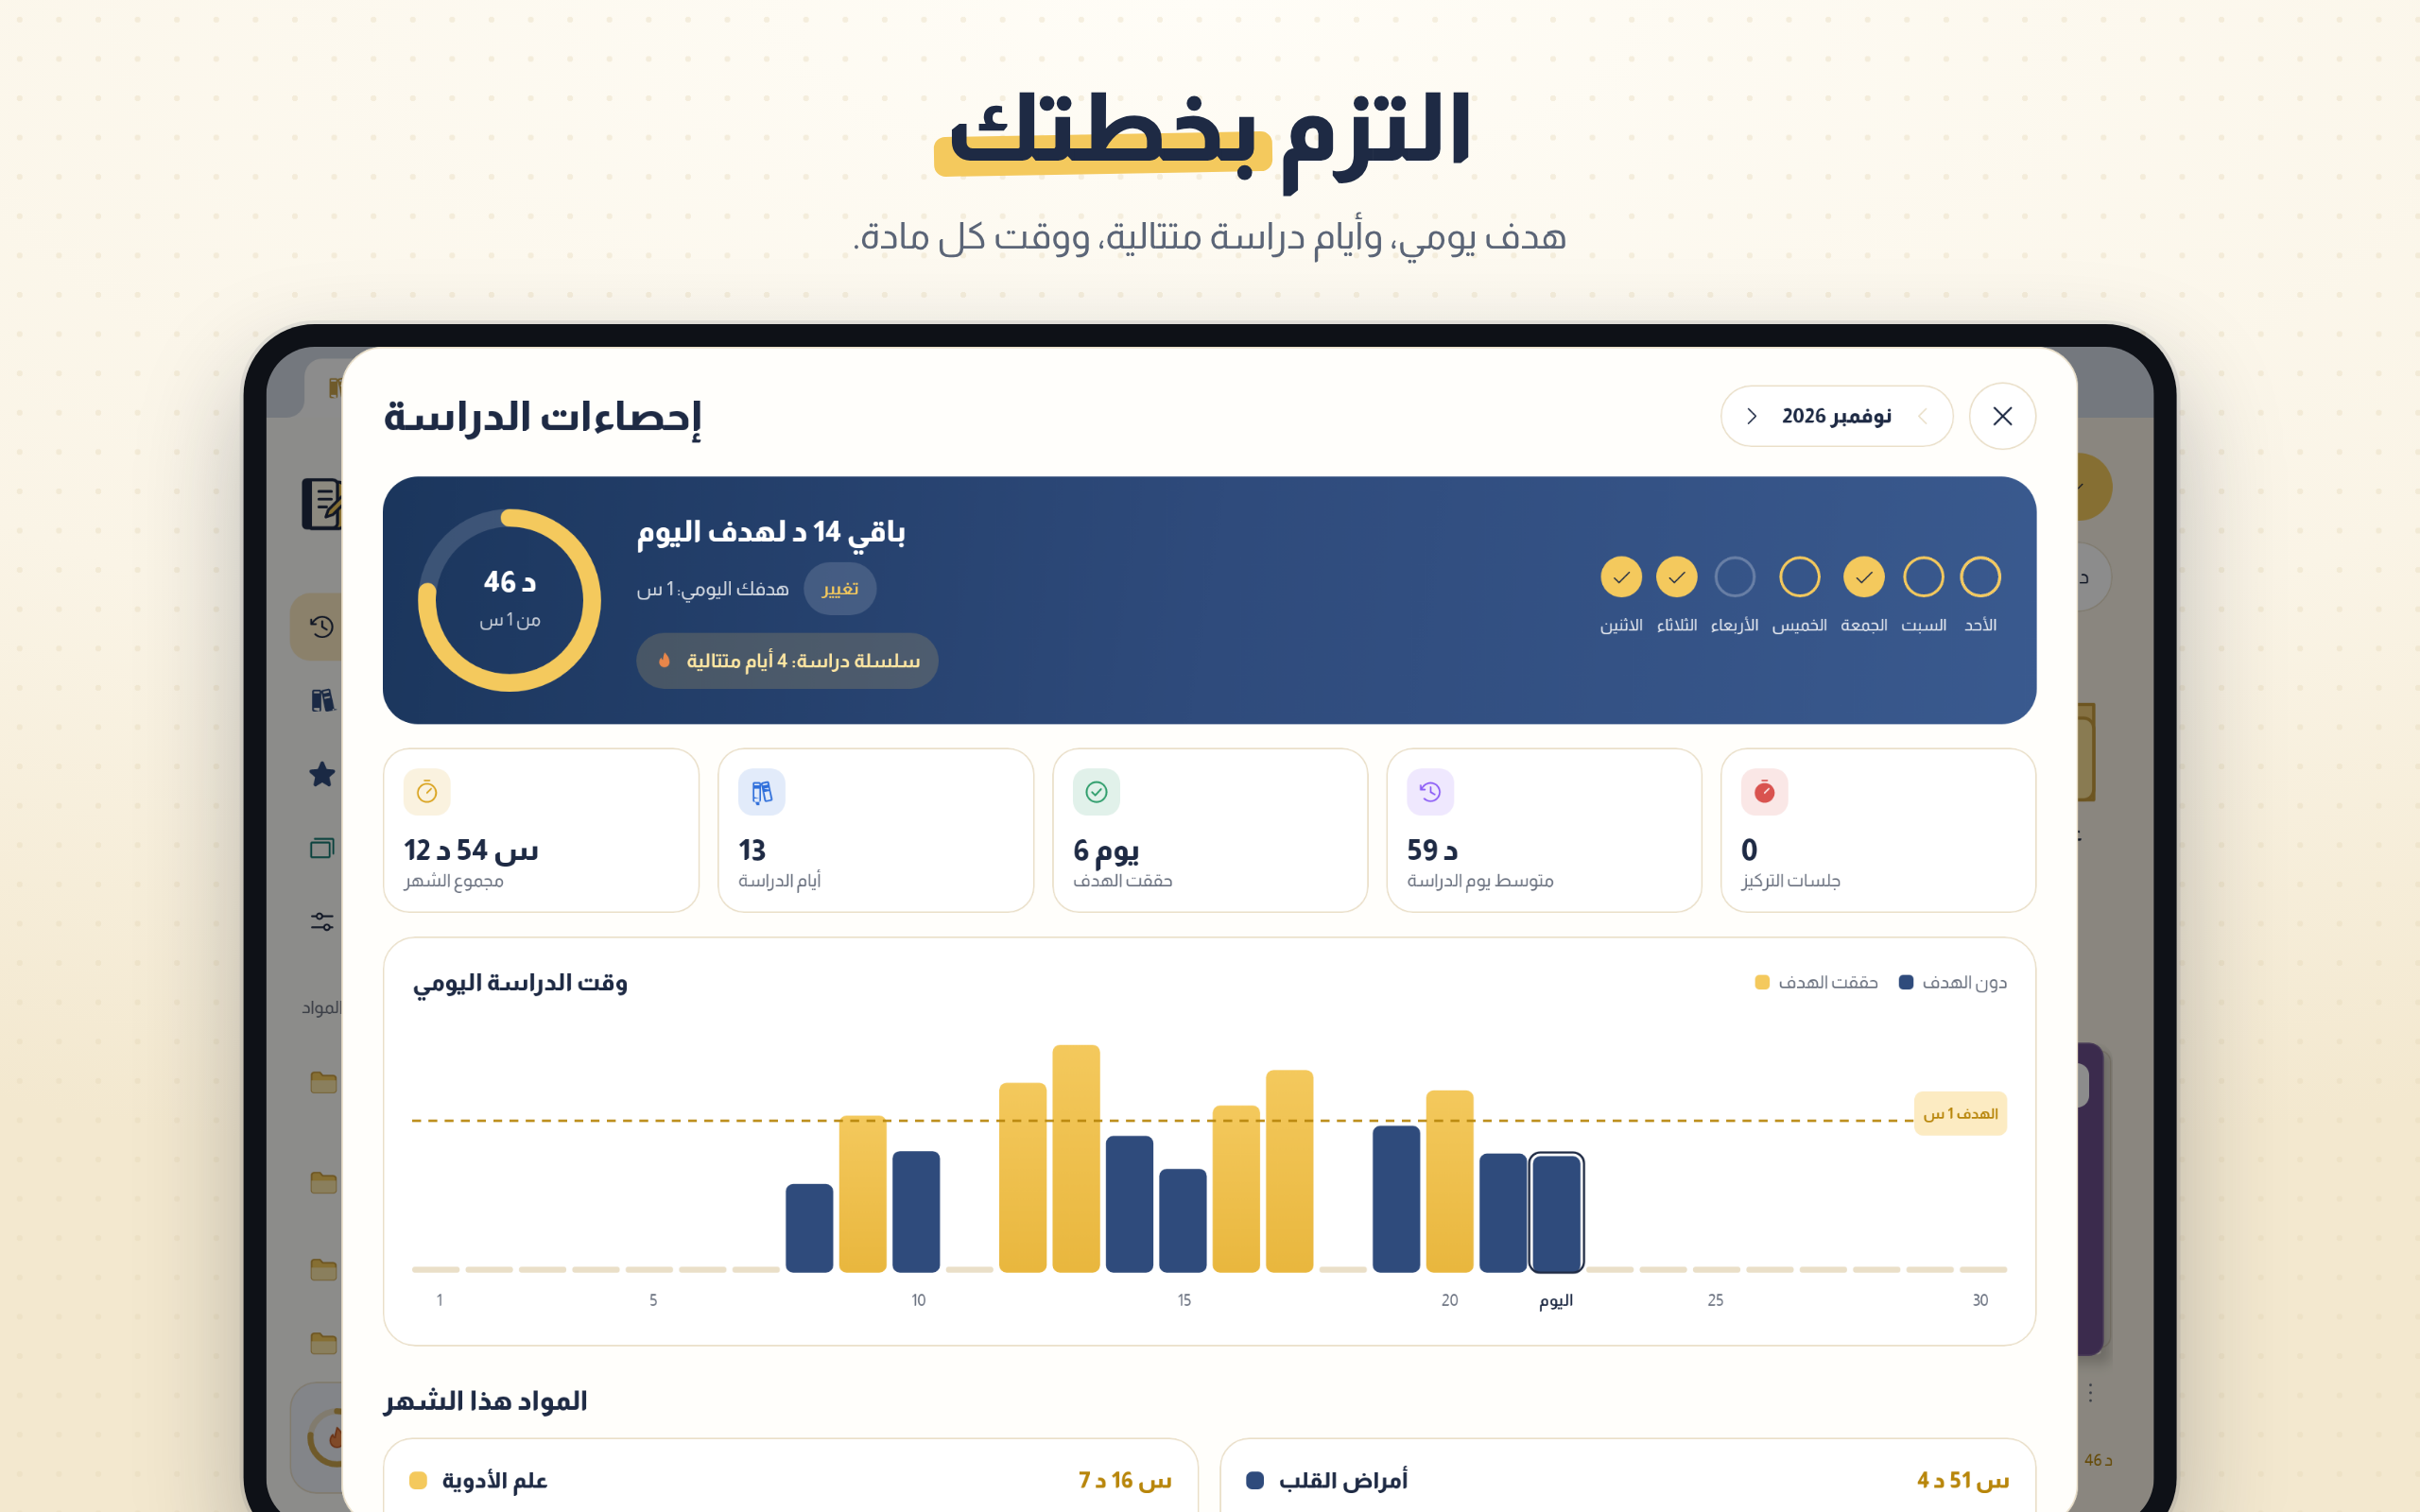 التزم بخطتك
هدف يومي، وأيام دراسة متتالية، ووقت كل مادة.
إحصاءات الدراسة
نوفمبر 2026
باقي 14 د لهدف اليوم
46 د
من 1 س
هدفك اليومي: 1 س
تغيير
سلسلة دراسة: 4 أيام متتالية
الاثنين
الثلاثاء
الأربعاء
الخميس
الجمعة
السبت
الأحد
12 س 54 د
مجموع الشهر
13
أيام الدراسة
6 يوم
حققت الهدف
59 د
متوسط يوم الدراسة
0
جلسات التركيز
وقت الدراسة اليومي
حققت الهدف
دون الهدف
الهدف 1 س
1 5 10 15 20 اليوم 25 30
المواد هذا الشهر
علم الأدوية
7 س 16 د
أمراض القلب
4 س 51 د
المواد
46 د